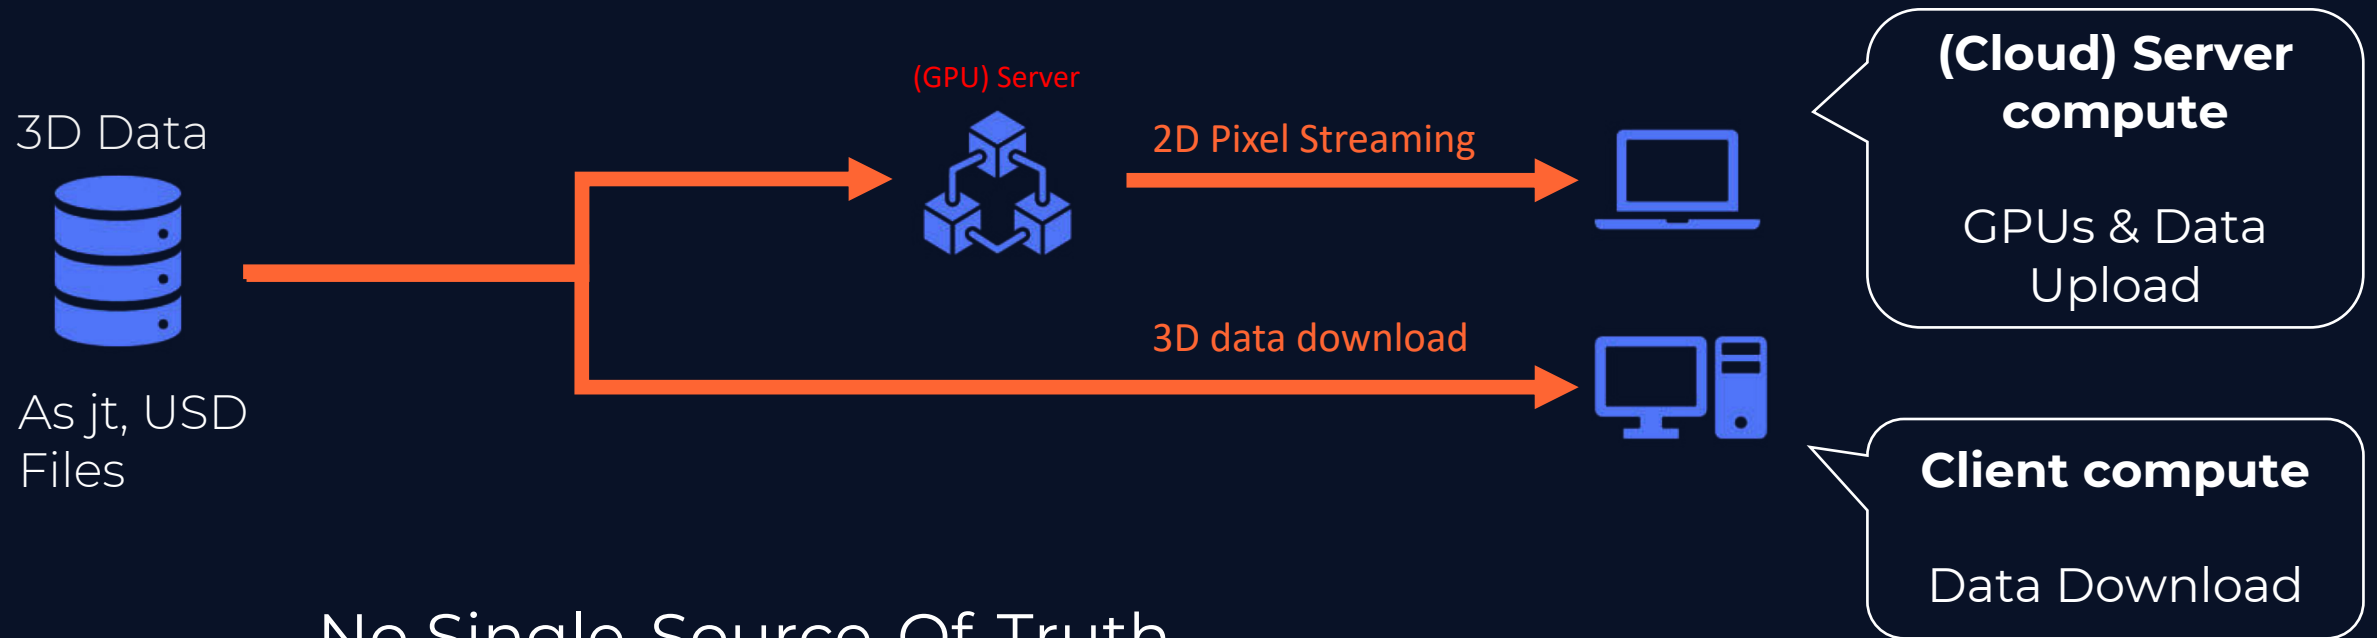 3D Data
As jt, USD
Files
(GPU) Server
2D Pixel Streaming
3D data download
(Cloud) Server
compute
GPUs & Data
Upload
Client compute
Data Download
No Single Source Of Truth